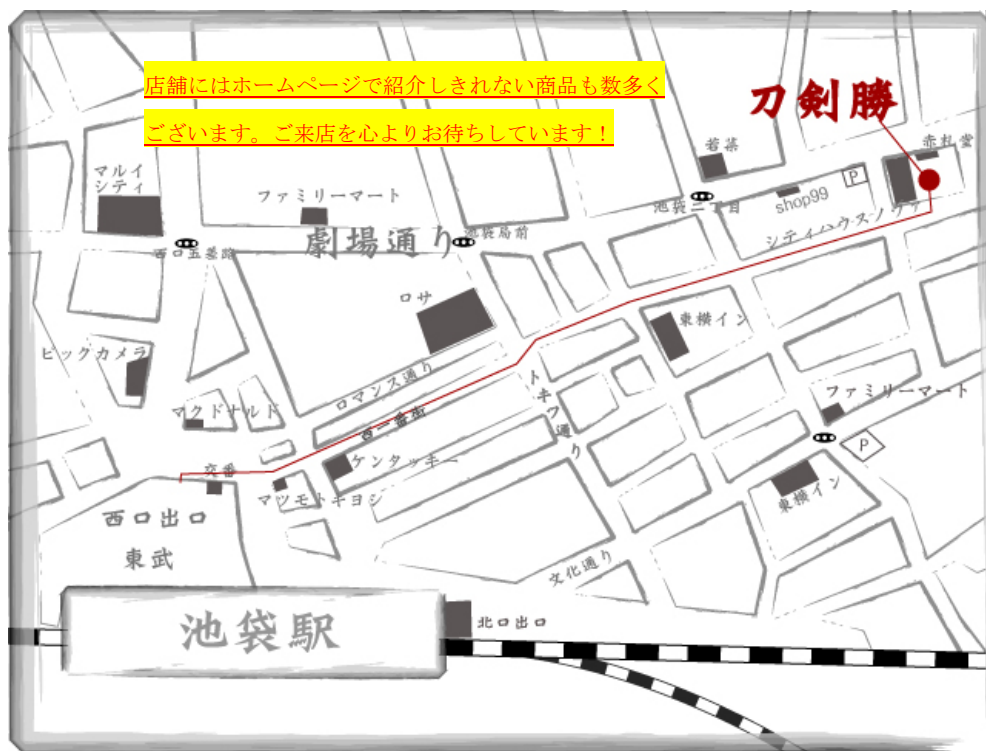 店舗にはホームページで紹介しきれない商品も数多く
ございます。ご来店を心よりお待ちしています！
刀剣勝
赤札堂
若菜
マルイ
シティ
P
ファミリーマート
shop99
池袋二丁目
シティハウスノヴァ
劇場通り
池袋局前
西口五差路
ロサ
東横イン
ビックカメラ
ロマンス通り
トキワ通り
ファミリーマート
マクドナルド
西一番街
P
ケンタッキー
交番
マツモトキヨシ
東横イン
西口出口
東武
文化通り
池袋駅
北口出口